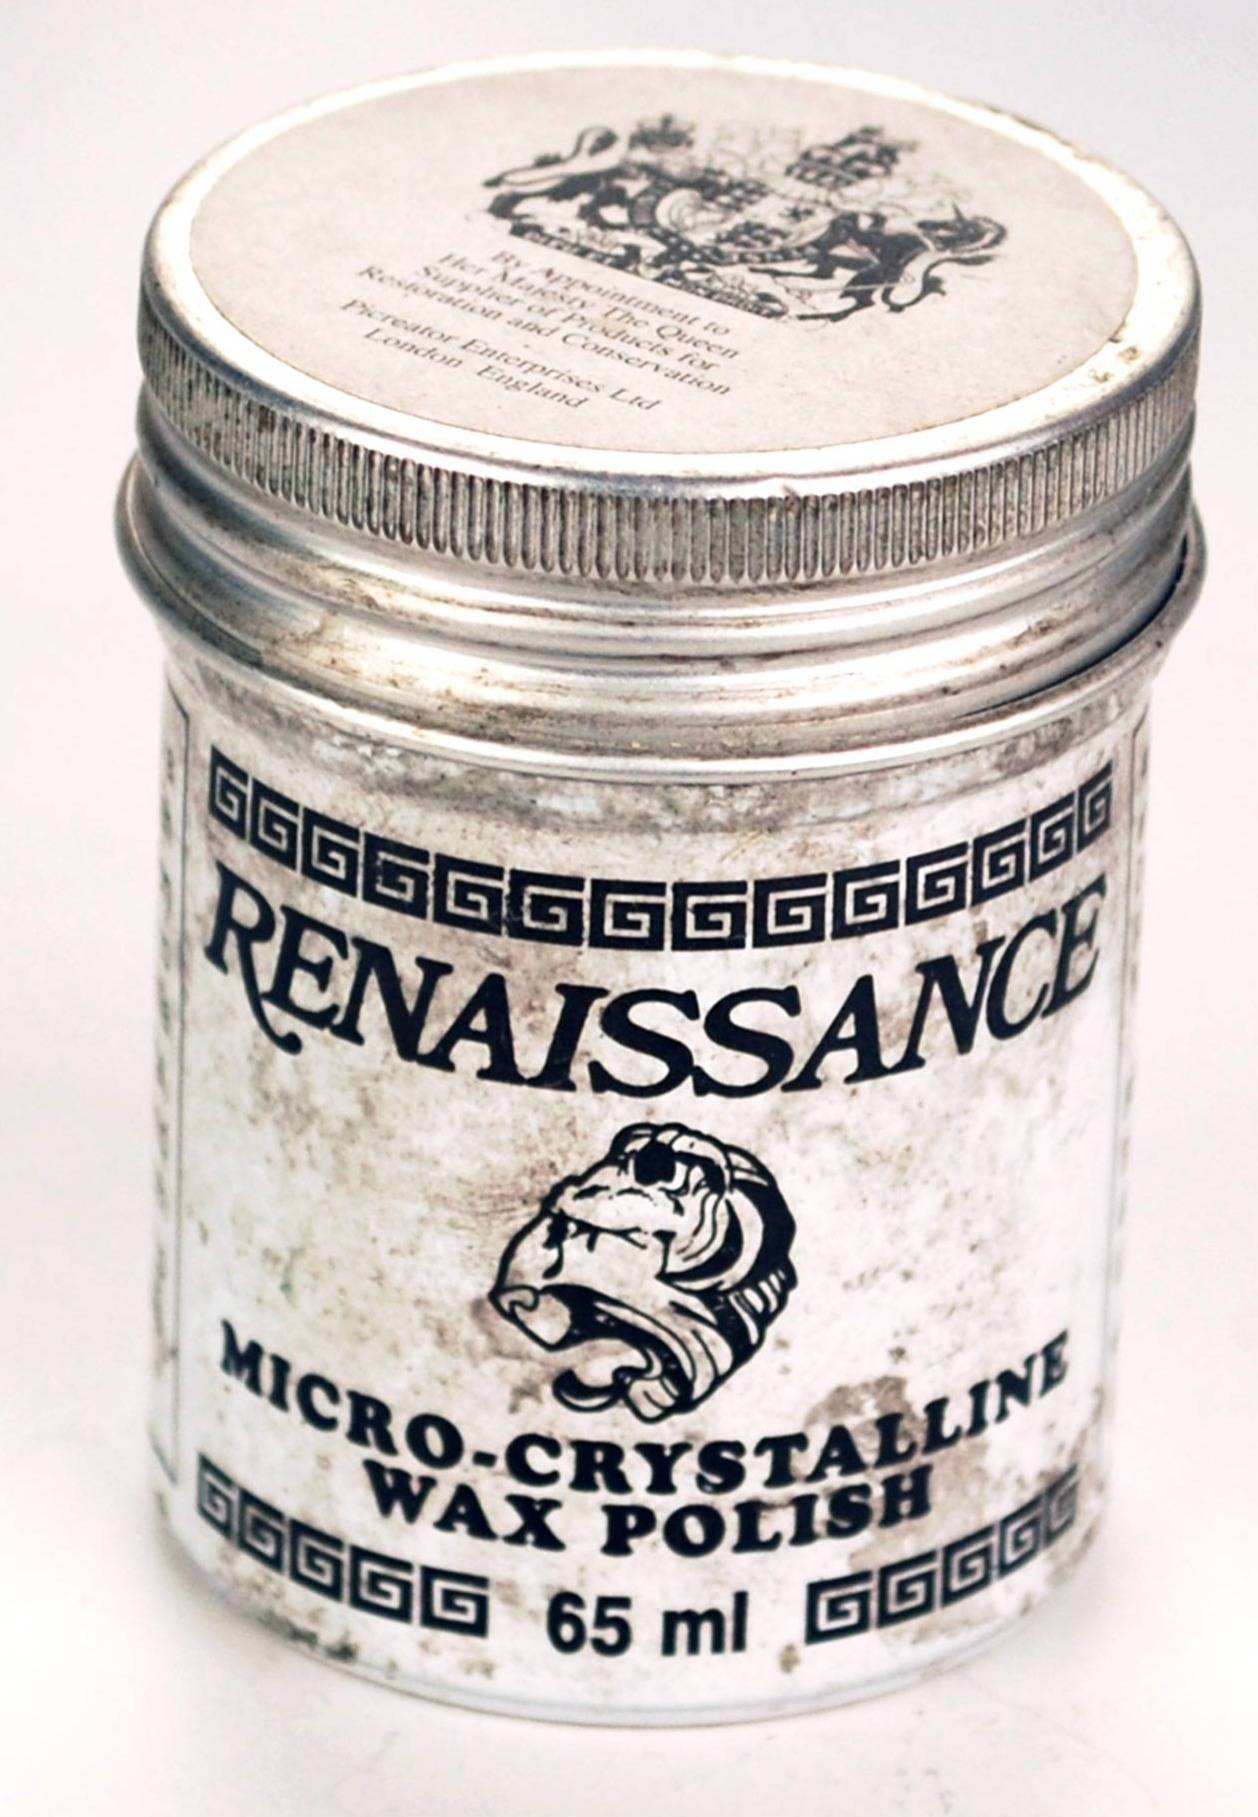 By Appointment to
Her Majesty The Queen
Supplier of Products for
Restoration and Conservation
Picreator Enterprises Ltd
London England
RENAISSANCE
MICRO-CRYSTALLINE
WAX POLISH
65 ml